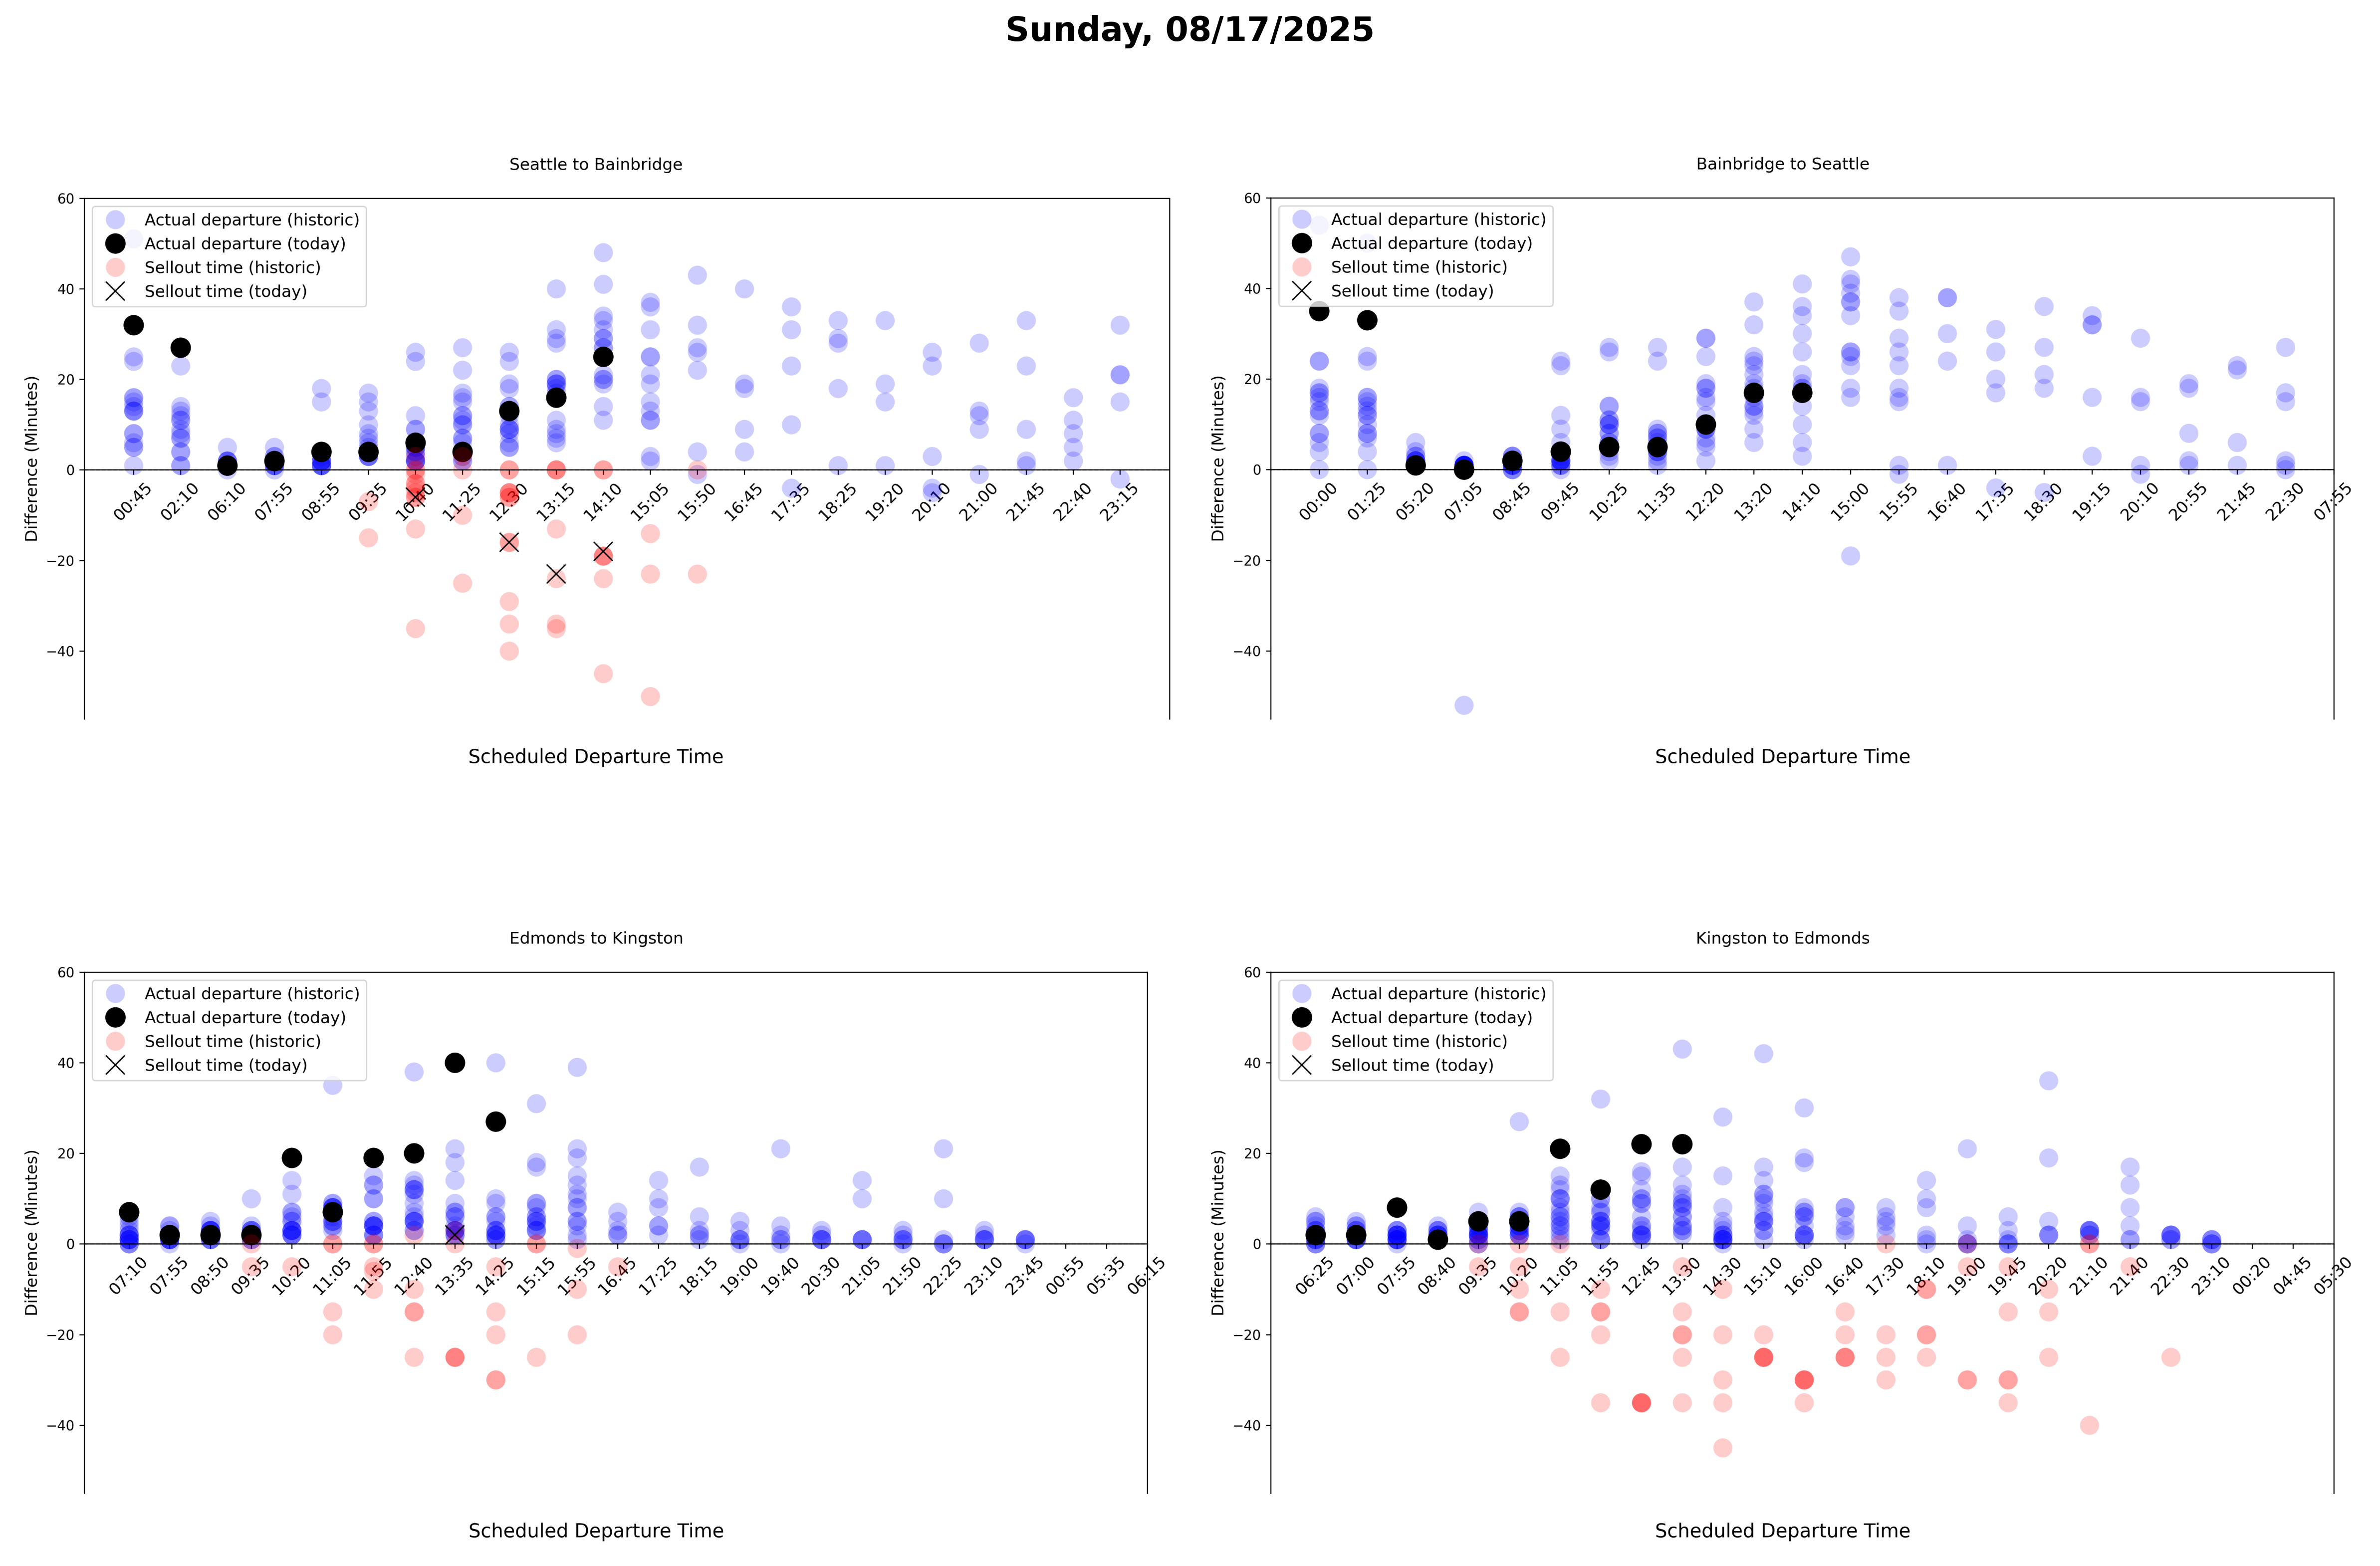 Sunday, 08/17/2025
Seattle to Bainbridge
Difference (Minutes)
60
40
20
0
−20
−40
Actual departure (historic)
Actual departure (today)
Sellout time (historic)
Sellout time (today)
00:45 02:10 06:10 07:55 08:55 09:35 10:40 11:25 12:30 13:15 14:10 15:05 15:50 16:45 17:35 18:25 19:20 20:10 21:00 21:45 22:40 23:15
Scheduled Departure Time
Bainbridge to Seattle
Difference (Minutes)
60
40
20
0
−20
−40
Actual departure (historic)
Actual departure (today)
Sellout time (historic)
Sellout time (today)
00:00 01:25 05:20 07:05 08:45 09:45 10:25 11:35 12:20 13:20 14:10 15:00 15:55 16:40 17:35 18:30 19:15 20:10 20:55 21:45 22:30 07:55
Scheduled Departure Time
Edmonds to Kingston
Difference (Minutes)
60
40
20
0
−20
−40
Actual departure (historic)
Actual departure (today)
Sellout time (historic)
Sellout time (today)
07:10 07:55 08:50 09:35 10:20 11:05 11:55 12:40 13:35 14:25 15:15 15:55 16:45 17:25 18:15 19:00 19:40 20:30 21:05 21:50 22:25 23:10 23:45 00:55 05:35 06:15
Scheduled Departure Time
Kingston to Edmonds
Difference (Minutes)
60
40
20
0
−20
−40
Actual departure (historic)
Actual departure (today)
Sellout time (historic)
Sellout time (today)
06:25 07:00 07:55 08:40 09:35 10:20 11:05 11:55 12:45 13:30 14:30 15:10 16:00 16:40 17:30 18:10 19:00 19:45 20:20 21:10 21:40 22:30 23:10 00:20 04:45 05:30
Scheduled Departure Time